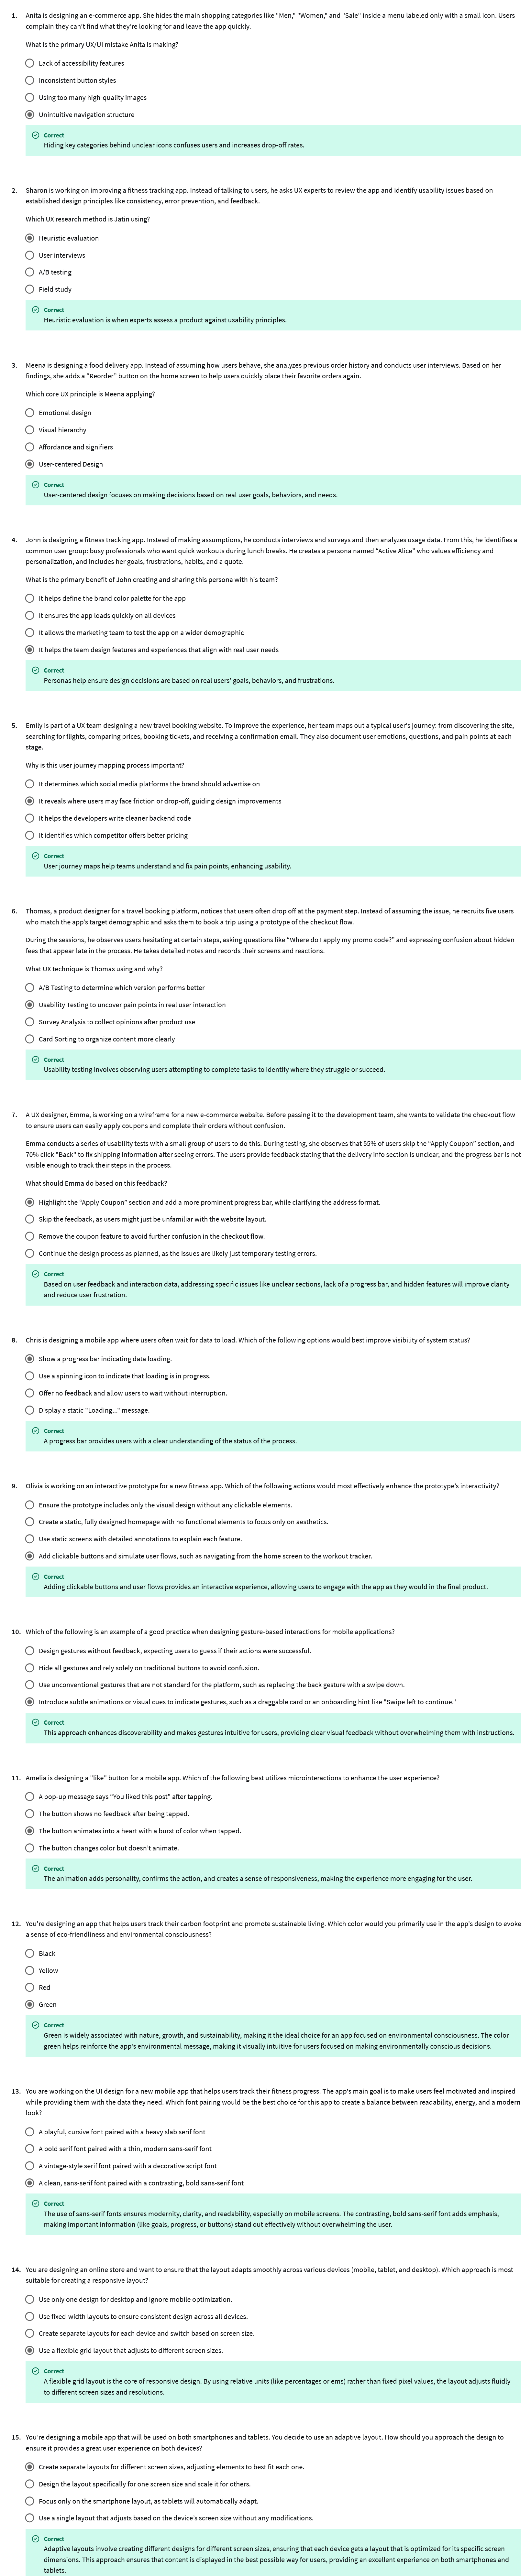 1. Anita is designing an e-commerce app. She hides the main shopping categories like "Men," "Women," and "Sale" inside a menu labeled only with a small icon. Users
complain they can't find what they're looking for and leave the app quickly.
What is the primary UX/UI mistake Anita is making?
Lack of accessibility features
Inconsistent button styles
Using too many high-quality images
Unintuitive navigation structure
Correct
Hiding key categories behind unclear icons confuses users and increases drop-off rates.
2. Sharon is working on improving a fitness tracking app. Instead of talking to users, he asks UX experts to review the app and identify usability issues based on
established design principles like consistency, error prevention, and feedback.
Which UX research method is Jatin using?
Heuristic evaluation
User interviews
A/B testing
Field study
Correct
Heuristic evaluation is when experts assess a product against usability principles.
3. Meena is designing a food delivery app. Instead of assuming how users behave, she analyzes previous order history and conducts user interviews. Based on her
findings, she adds a "Reorder" button on the home screen to help users quickly place their favorite orders again.
Which core UX principle is Meena applying?
Emotional design
Visual hierarchy
Affordance and signifiers
User-centered Design
Correct
User-centered design focuses on making decisions based on real user goals, behaviors, and needs.
4. John is designing a fitness tracking app. Instead of making assumptions, he conducts interviews and surveys and then analyzes usage data. From this, he identifies a
common user group: busy professionals who want quick workouts during lunch breaks. He creates a persona named "Active Alice" who values efficiency and
personalization, and includes her goals, frustrations, habits, and a quote.
What is the primary benefit of John creating and sharing this persona with his team?
It helps define the brand color palette for the app
It ensures the app loads quickly on all devices
It allows the marketing team to test the app on a wider demographic
It helps the team design features and experiences that align with real user needs
Correct
Personas help ensure design decisions are based on real users' goals, behaviors, and frustrations.
5. Emily is part of a UX team designing a new travel booking website. To improve the experience, her team maps out a typical user's journey: from discovering the site,
searching for flights, comparing prices, booking tickets, and receiving a confirmation email. They also document user emotions, questions, and pain points at each
stage.
Why is this user journey mapping process important?
It determines which social media platforms the brand should advertise on
It reveals where users may face friction or drop-off, guiding design improvements
It helps the developers write cleaner backend code
It identifies which competitor offers better pricing
Correct
User journey maps help teams understand and fix pain points, enhancing usability.
6. Thomas, a product designer for a travel booking platform, notices that users often drop off at the payment step. Instead of assuming the issue, he recruits five users
who match the app's target demographic and asks them to book a trip using a prototype of the checkout flow.
During the sessions, he observes users hesitating at certain steps, asking questions like "Where do I apply my promo code?" and expressing confusion about hidden
fees that appear late in the process. He takes detailed notes and records their screens and reactions.
What UX technique is Thomas using and why?
A/B Testing to determine which version performs better
Usability Testing to uncover pain points in real user interaction
Survey Analysis to collect opinions after product use
Card Sorting to organize content more clearly
Correct
Usability testing involves observing users attempting to complete tasks to identify where they struggle or succeed.
7. A UX designer, Emma, is working on a wireframe for a new e-commerce website. Before passing it to the development team, she wants to validate the checkout flow
to ensure users can easily apply coupons and complete their orders without confusion.
Emma conducts a series of usability tests with a small group of users to do this. During testing, she observes that 55% of users skip the "Apply Coupon" section, and
70% click "Back" to fix shipping information after seeing errors. The users provide feedback stating that the delivery info section is unclear, and the progress bar is not
visible enough to track their steps in the process.
What should Emma do based on this feedback?
Highlight the "Apply Coupon" section and add a more prominent progress bar, while clarifying the address format.
Skip the feedback, as users might just be unfamiliar with the website layout.
Remove the coupon feature to avoid further confusion in the checkout flow.
Continue the design process as planned, as the issues are likely just temporary testing errors.
Correct
Based on user feedback and interaction data, addressing specific issues like unclear sections, lack of a progress bar, and hidden features will improve clarity
and reduce user frustration.
8. Chris is designing a mobile app where users often wait for data to load. Which of the following options would best improve visibility of system status?
Show a progress bar indicating data loading.
Use a spinning icon to indicate that loading is in progress.
Offer no feedback and allow users to wait without interruption.
Display a static "Loading..." message.
Correct
A progress bar provides users with a clear understanding of the status of the process.
9. Olivia is working on an interactive prototype for a new fitness app. Which of the following actions would most effectively enhance the prototype's interactivity?
Ensure the prototype includes only the visual design without any clickable elements.
Create a static, fully designed homepage with no functional elements to focus only on aesthetics.
Use static screens with detailed annotations to explain each feature.
Add clickable buttons and simulate user flows, such as navigating from the home screen to the workout tracker.
Correct
Adding clickable buttons and user flows provides an interactive experience, allowing users to engage with the app as they would in the final product.
10. Which of the following is an example of a good practice when designing gesture-based interactions for mobile applications?
Design gestures without feedback, expecting users to guess if their actions were successful.
Hide all gestures and rely solely on traditional buttons to avoid confusion.
Use unconventional gestures that are not standard for the platform, such as replacing the back gesture with a swipe down.
Introduce subtle animations or visual cues to indicate gestures, such as a draggable card or an onboarding hint like "Swipe left to continue."
Correct
This approach enhances discoverability and makes gestures intuitive for users, providing clear visual feedback without overwhelming them with instructions.
11. Amelia is designing a "like" button for a mobile app. Which of the following best utilizes microinteractions to enhance the user experience?
A pop-up message says "You liked this post" after tapping.
The button shows no feedback after being tapped.
The button animates into a heart with a burst of color when tapped.
The button changes color but doesn't animate.
Correct
The animation adds personality, confirms the action, and creates a sense of responsiveness, making the experience more engaging for the user.
12. You're designing an app that helps users track their carbon footprint and promote sustainable living. Which color would you primarily use in the app's design to evoke
a sense of eco-friendliness and environmental consciousness?
Black
Yellow
Red
Green
Correct
Green is widely associated with nature, growth, and sustainability, making it the ideal choice for an app focused on environmental consciousness. The color
green helps reinforce the app's environmental message, making it visually intuitive for users focused on making environmentally conscious decisions.
13. You are working on the UI design for a new mobile app that helps users track their fitness progress. The app's main goal is to make users feel motivated and inspired
while providing them with the data they need. Which font pairing would be the best choice for this app to create a balance between readability, energy, and a modern
look?
A playful, cursive font paired with a heavy slab serif font
A bold serif font paired with a thin, modern sans-serif font
A vintage-style serif font paired with a decorative script font
A clean, sans-serif font paired with a contrasting, bold sans-serif font
Correct
The use of sans-serif fonts ensures modernity, clarity, and readability, especially on mobile screens. The contrasting, bold sans-serif font adds emphasis,
making important information (like goals, progress, or buttons) stand out effectively without overwhelming the user.
14. You are designing an online store and want to ensure that the layout adapts smoothly across various devices (mobile, tablet, and desktop). Which approach is most
suitable for creating a responsive layout?
Use only one design for desktop and ignore mobile optimization.
Use fixed-width layouts to ensure consistent design across all devices.
Create separate layouts for each device and switch based on screen size.
Use a flexible grid layout that adjusts to different screen sizes.
Correct
A flexible grid layout is the core of responsive design. By using relative units (like percentages or ems) rather than fixed pixel values, the layout adjusts fluidly
to different screen sizes and resolutions.
15. You're designing a mobile app that will be used on both smartphones and tablets. You decide to use an adaptive layout. How should you approach the design to
ensure it provides a great user experience on both devices?
Create separate layouts for different screen sizes, adjusting elements to best fit each one.
Design the layout specifically for one screen size and scale it for others.
Focus only on the smartphone layout, as tablets will automatically adapt.
Use a single layout that adjusts based on the device's screen size without any modifications.
Correct
Adaptive layouts involve creating different designs for different screen sizes, ensuring that each device gets a layout that is optimized for its specific screen
dimensions. This approach ensures that content is displayed in the best possible way for users, providing an excellent experience on both smartphones and
tablets.